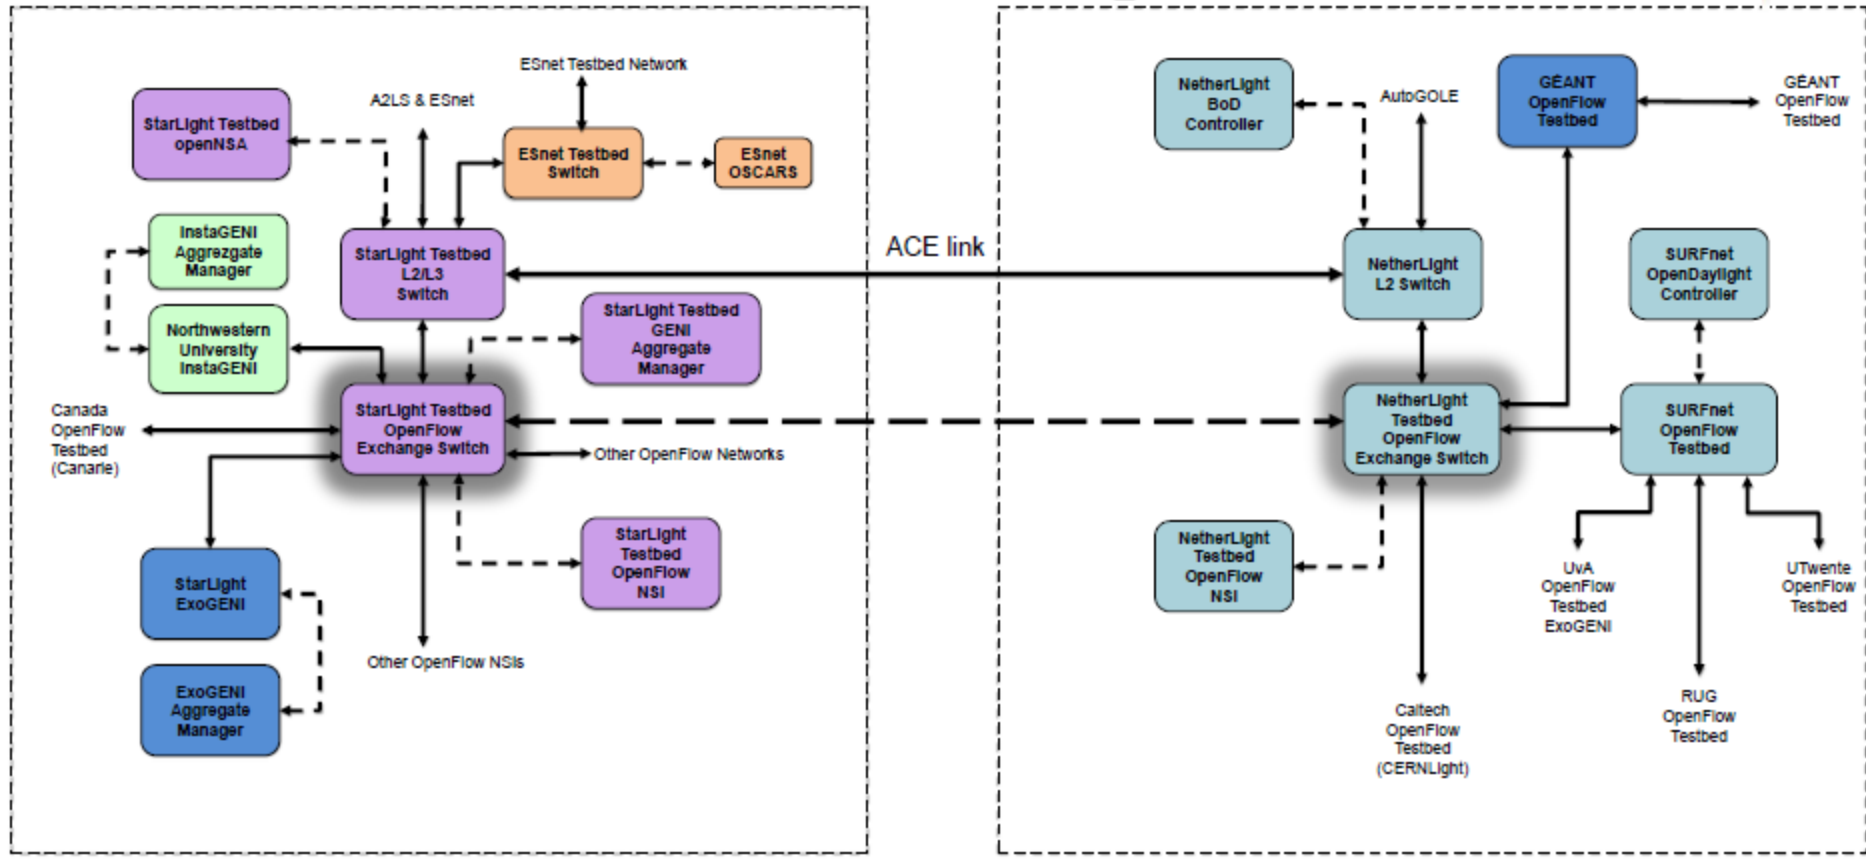 ESnet Testbed Network
A2LS & ESnet
StarLight Testbed
openNSA
ESnet Testbed
Switch
ESnet
OSCARS
InstaGENI
Aggrezgate
Manager
StarLight Testbed
L2/L3
Switch
ACE link
Northwestern
University
InstaGENI
StarLight Testbed
GENI
Aggregate
Manager
Canada
OpenFlow
Testbed
(Canarie)
StarLight Testbed
OpenFlow
Exchange Switch
Other OpenFlow Networks
StarLight
Testbed
OpenFlow
NSI
StarLight
ExoGENI
Other OpenFlow NSIs
ExoGENI
Aggregate
Manager
NetherLight
BoD
Controller
AutoGOLE
GÉANT
OpenFlow
Testbed
GÉANT
OpenFlow
Testbed
NetherLight
L2 Switch
SURFnet
OpenDaylight
Controller
NetherLight
Testbed
OpenFlow
Exchange Switch
SURFnet
OpenFlow
Testbed
NetherLight
Testbed
OpenFlow
NSI
UvA
OpenFlow
Testbed
ExoGENI
UTwente
OpenFlow
Testbed
Caltech
OpenFlow
Testbed
(CERNLight)
RUG
OpenFlow
Testbed